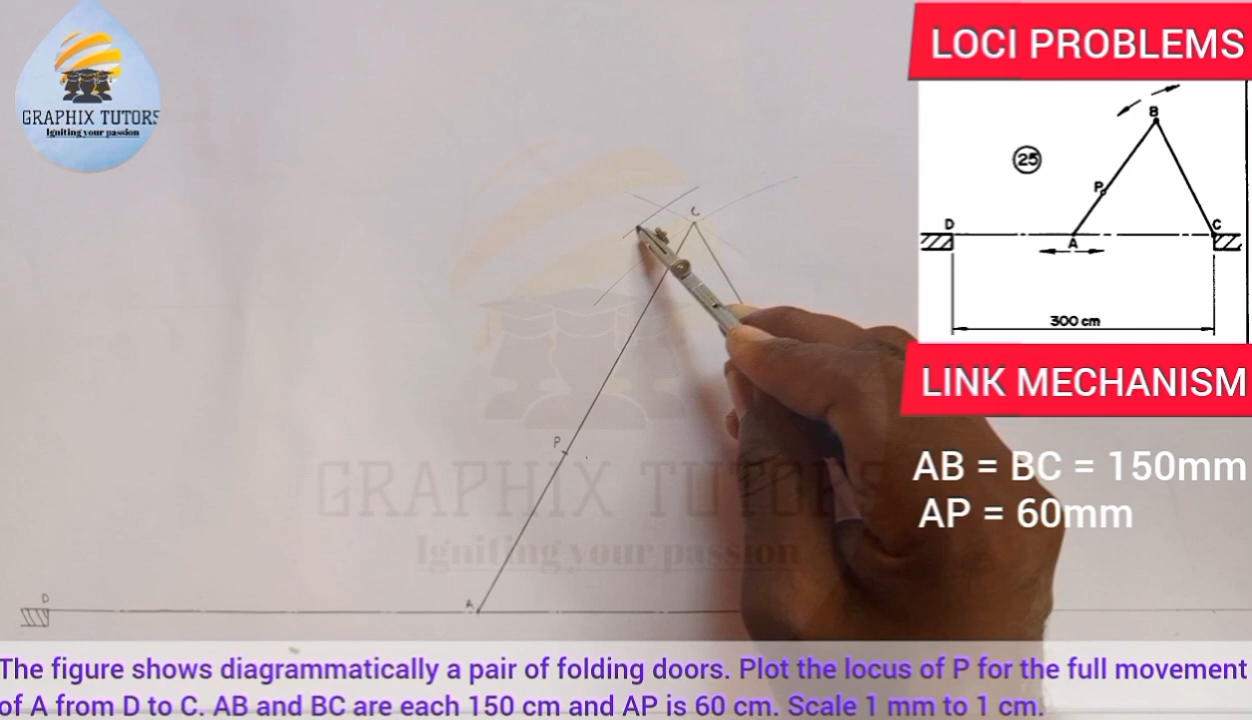 GRAPHIX TUTORS
Igniting your passion
LOCI PROBLEMS
B
25
P
D
A
C
300 cm
LINK MECHANISM
AB = BC = 150mm
AP = 60mm
C
P
GRAPHIX TUTORS
Igniting your passion
D
A
The figure shows diagrammatically a pair of folding doors. Plot the locus of P for the full movement
of A from D to C. AB and BC are each 150 cm and AP is 60 cm. Scale 1 mm to 1 cm.